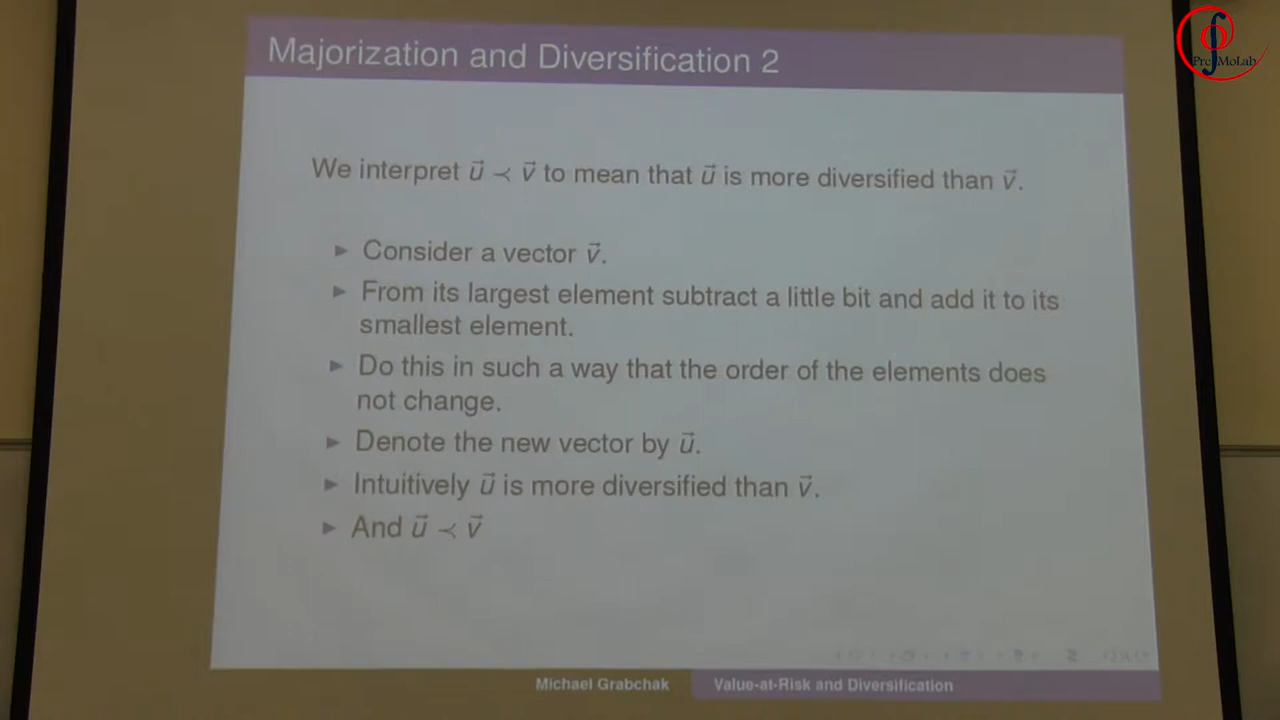 PreMoLab
Majorization and Diversification 2
We interpret u⃗ ≺ v⃗ to mean that u⃗ is more diversified than v⃗.
▶ Consider a vector v⃗.
▶ From its largest element subtract a little bit and add it to its
smallest element.
▶ Do this in such a way that the order of the elements does
not change.
▶ Denote the new vector by u⃗.
▶ Intuitively u⃗ is more diversified than v⃗.
▶ And u⃗ ≺ v⃗
Michael Grabchak Value-at-Risk and Diversification